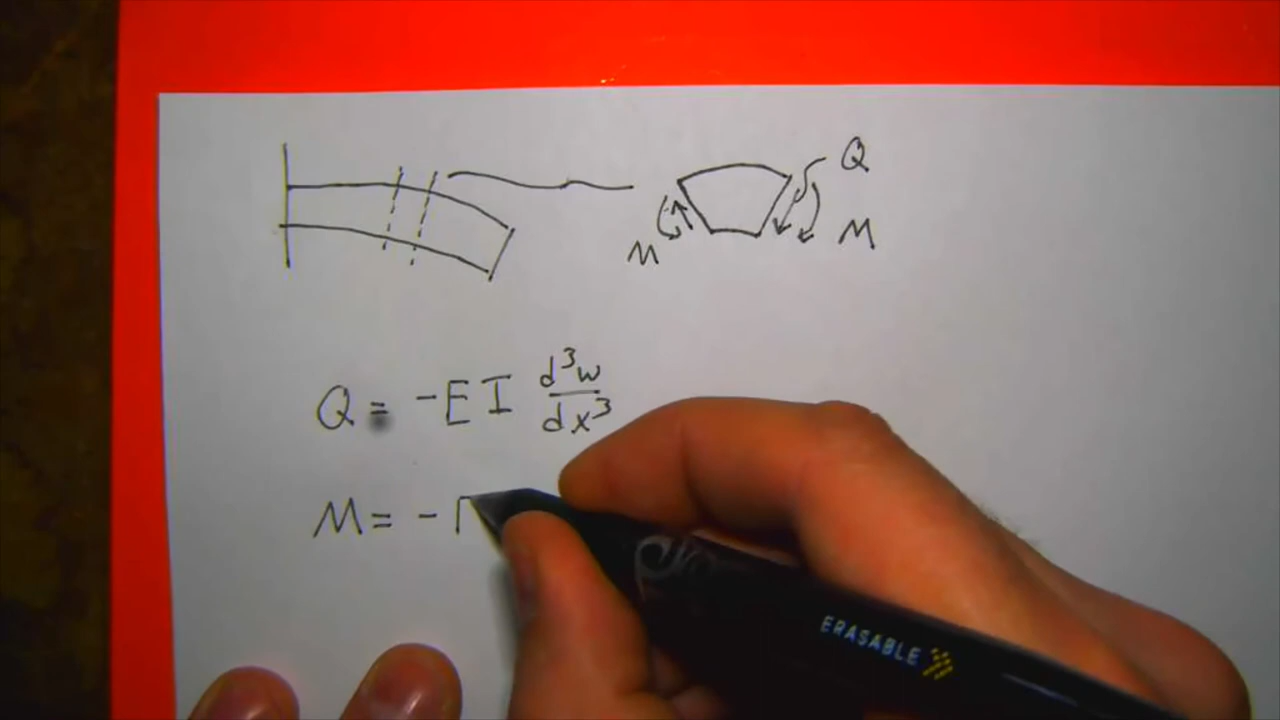 Q
M
M
Q = -EI d³w/dx³
M = -
ERASABLE